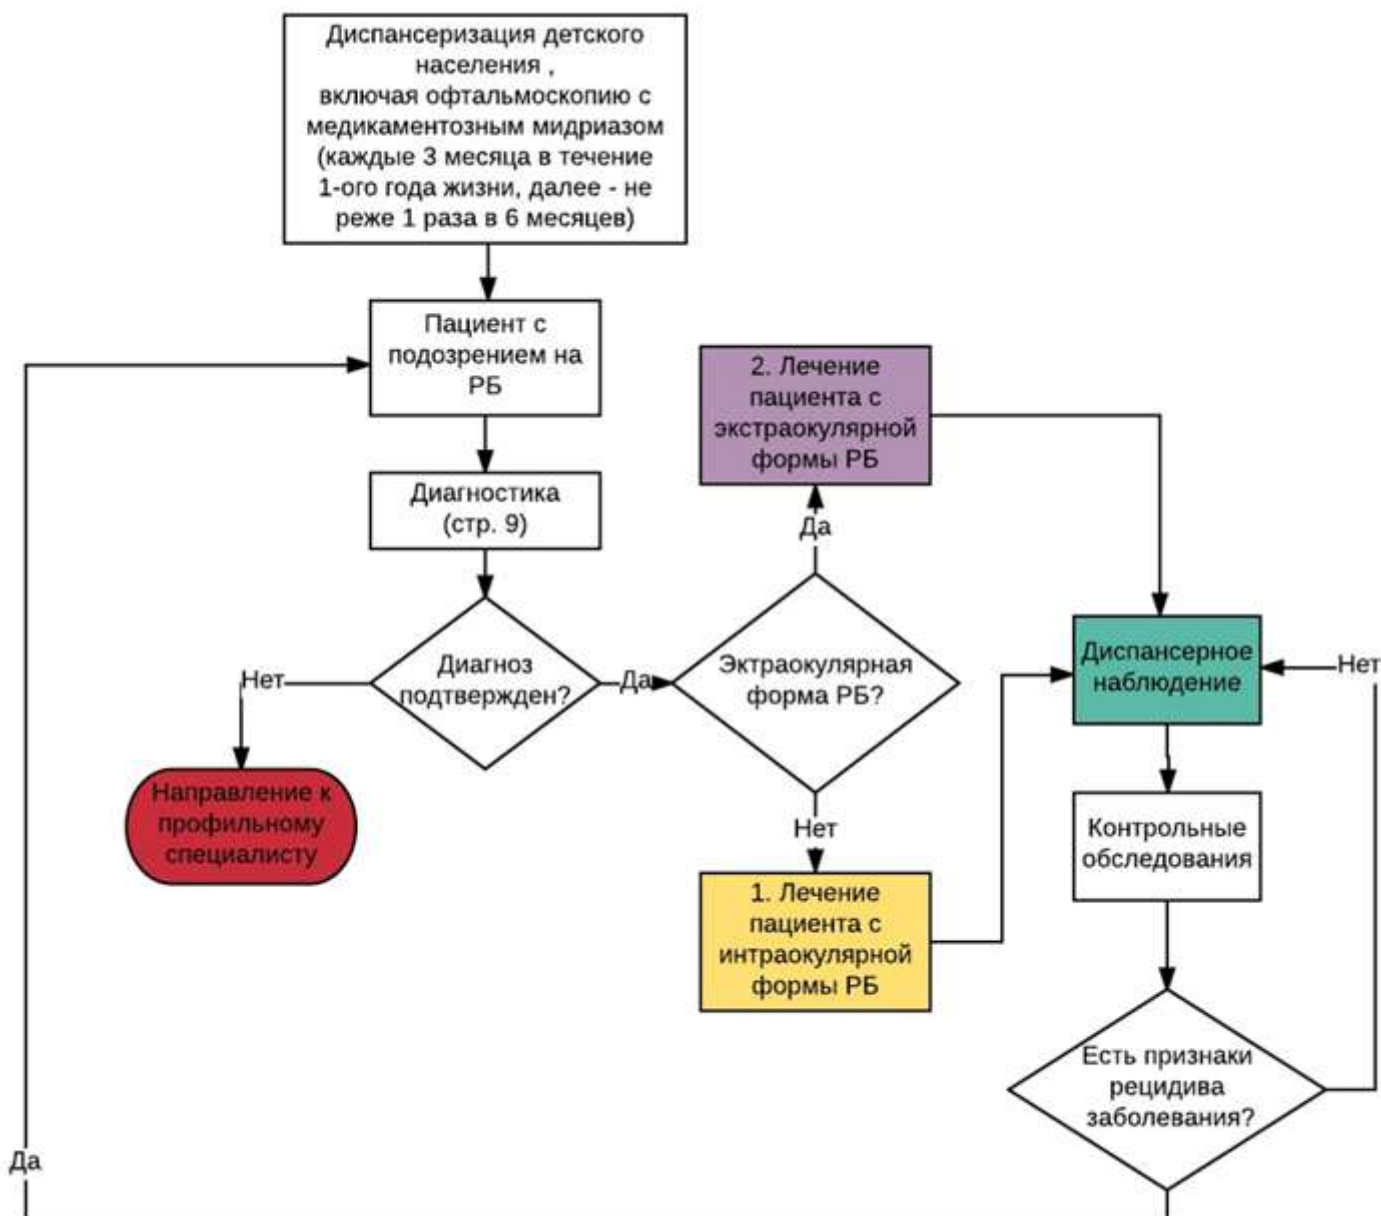 Диспансеризация детского
населения ,
включая офтальмоскопию с
медикаментозным мидриазом
(каждые 3 месяца в течение
1-ого года жизни, далее - не
реже 1 раза в 6 месяцев)
Пациент с
подозрением на
РБ
Диагностика
(стр. 9)
Диагноз
подтвержден?
Нет
Да
Направление к
профильному
специалисту
Эктраокулярная
форма РБ?
Да
2. Лечение
пациента с
экстраокулярной
формы РБ
Нет
1. Лечение
пациента с
интраокулярной
формы РБ
Диспансерное
наблюдение
Контрольные
обследования
Есть признаки
рецидива
заболевания?
Нет
Да